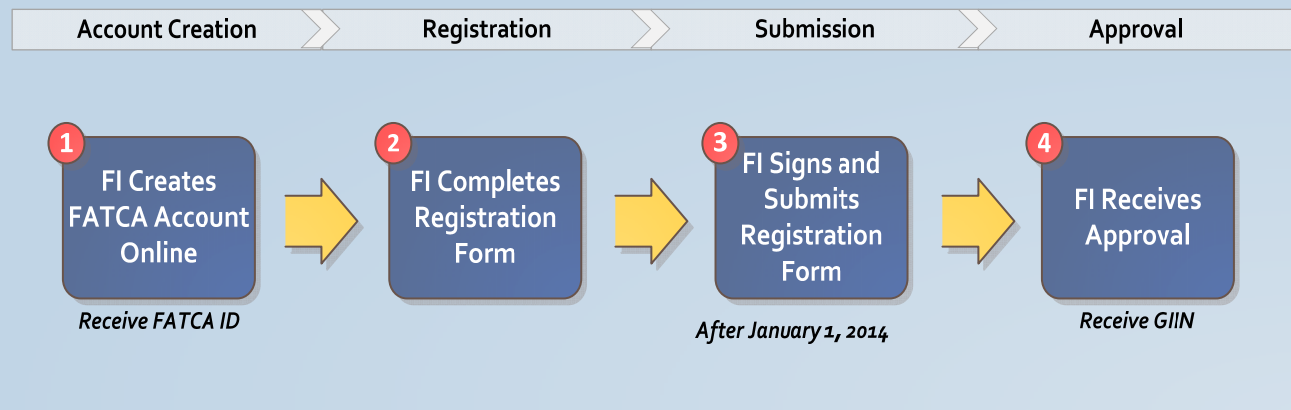 Account Creation
Registration
Submission
Approval
1
FI Creates
FATCA Account
Online
Receive FATCA ID
2
FI Completes
Registration
Form
3
FI Signs and
Submits
Registration
Form
After January 1, 2014
4
FI Receives
Approval
Receive GIIN